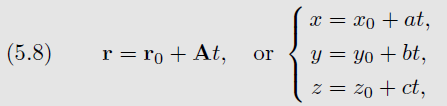 x = x₀ + at,
(5.8) r = r₀ + At, or { y = y₀ + bt,
z = z₀ + ct,